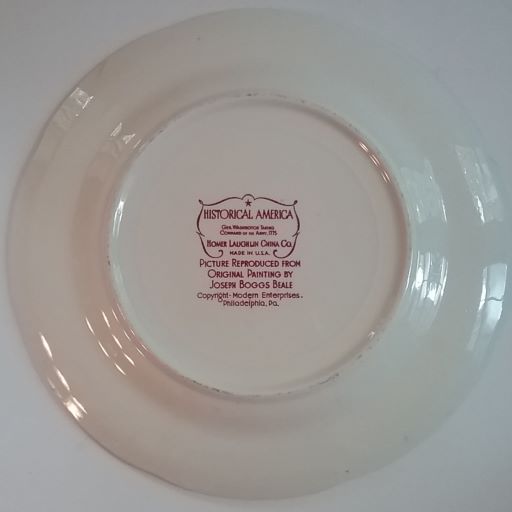 HISTORICAL AMERICA
GEN. WASHINGTON TAKING
COMMAND OF THE ARMY, 1775
HOMER LAUGHLIN CHINA CO.
MADE IN U.S.A.
PICTURE REPRODUCED FROM
ORIGINAL PAINTING BY
JOSEPH BOGGS BEALE
Copyright- Modern Enterprises.
Philadelphia, Pa.